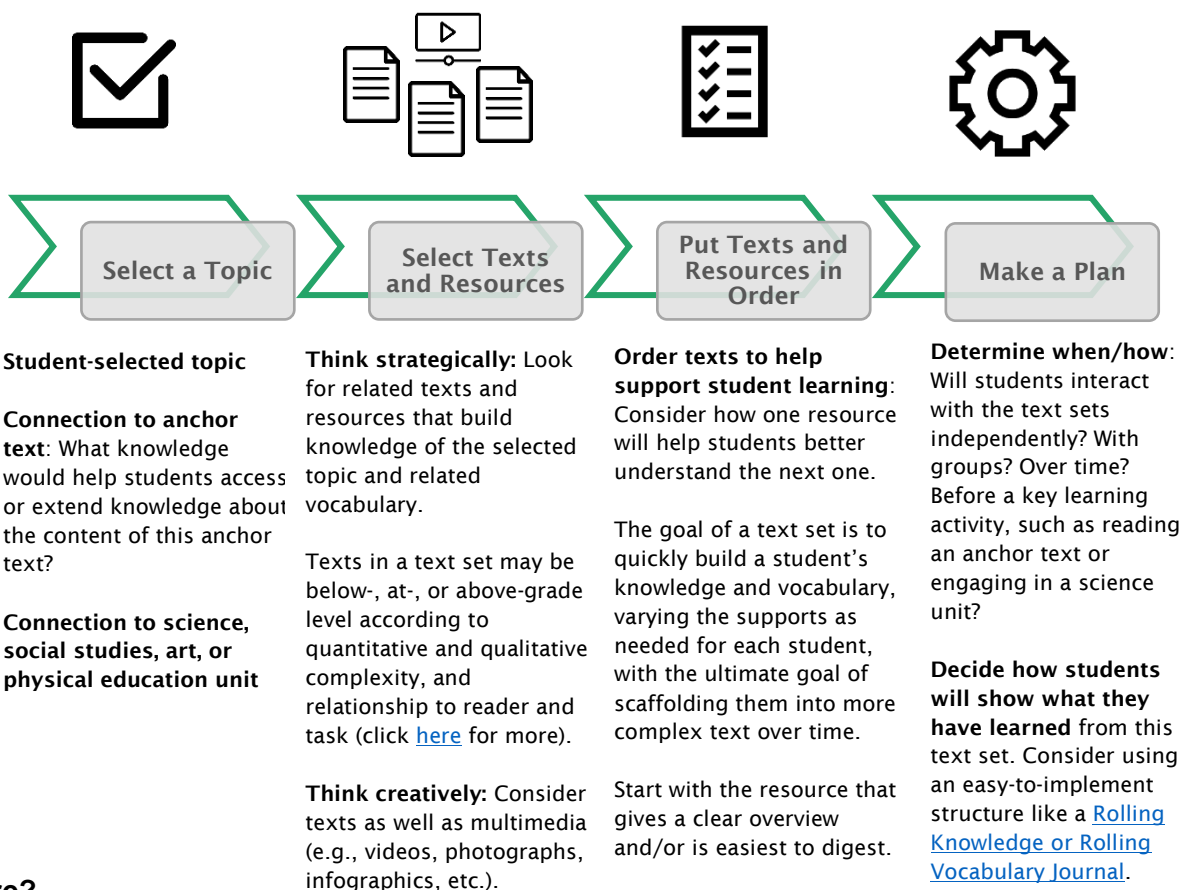 Select a Topic
Select Texts
and Resources
Put Texts and
Resources in
Order
Make a Plan
Student-selected topic
Connection to anchor
text: What knowledge
would help students access
or extend knowledge about
the content of this anchor
text?
Connection to science,
social studies, art, or
physical education unit
Think strategically: Look
for related texts and
resources that build
knowledge of the selected
topic and related
vocabulary.
Texts in a text set may be
below-, at-, or above-grade
level according to
quantitative and qualitative
complexity, and
relationship to reader and
task (click here for more).
Think creatively: Consider
texts as well as multimedia
(e.g., videos, photographs,
infographics, etc.).
Order texts to help
support student learning:
Consider how one resource
will help students better
understand the next one.
The goal of a text set is to
quickly build a student’s
knowledge and vocabulary,
varying the supports as
needed for each student,
with the ultimate goal of
scaffolding them into more
complex text over time.
Start with the resource that
gives a clear overview
and/or is easiest to digest.
Determine when/how:
Will students interact
with the text sets
independently? With
groups? Over time?
Before a key learning
activity, such as reading
an anchor text or
engaging in a science
unit?
Decide how students
will show what they
have learned from this
text set. Consider using
an easy-to-implement
structure like a Rolling
Knowledge or Rolling
Vocabulary Journal.